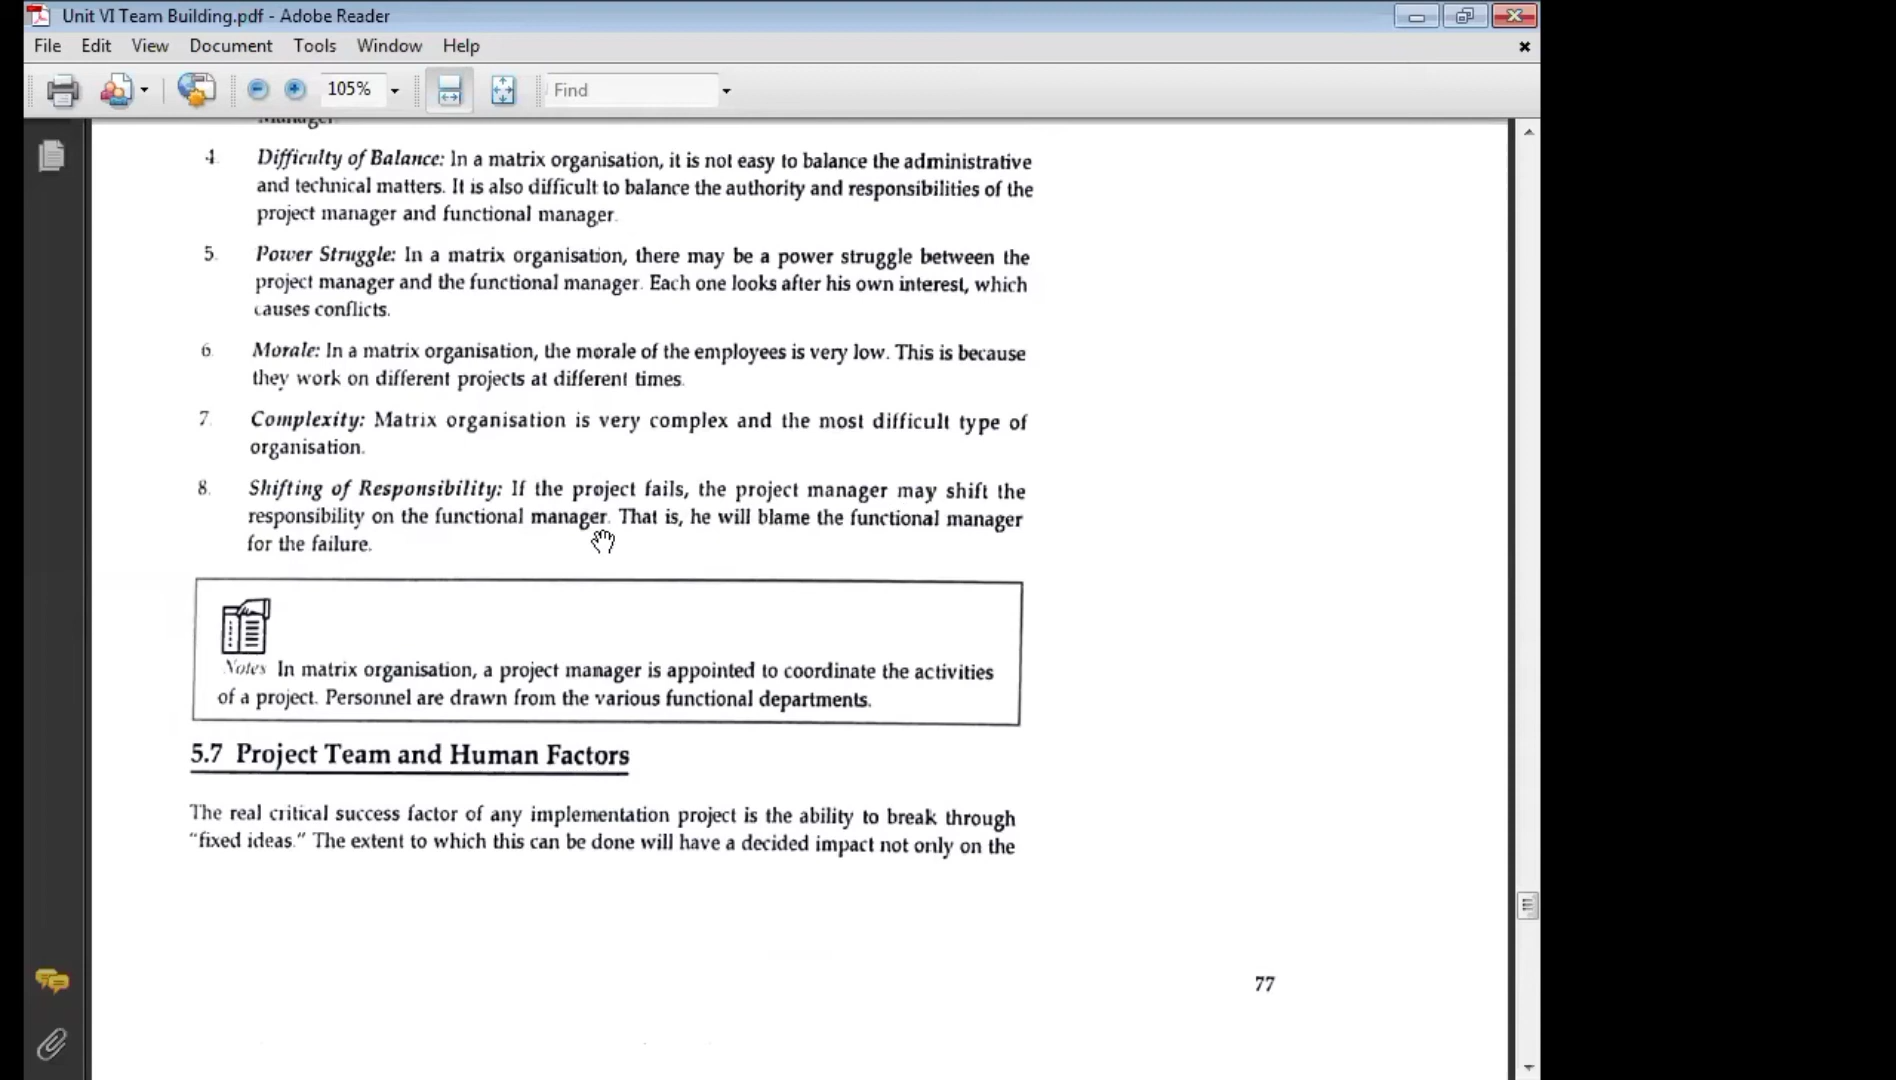 Unit VI Team Building.pdf - Adobe Reader
File Edit View Document Tools Window Help
105% Find
Manager
4. Difficulty of Balance: In a matrix organisation, it is not easy to balance the administrative
and technical matters. It is also difficult to balance the authority and responsibilities of the
project manager and functional manager.
5. Power Struggle: In a matrix organisation, there may be a power struggle between the
project manager and the functional manager. Each one looks after his own interest, which
causes conflicts.
6. Morale: In a matrix organisation, the morale of the employees is very low. This is because
they work on different projects at different times.
7. Complexity: Matrix organisation is very complex and the most difficult type of
organisation.
8. Shifting of Responsibility: If the project fails, the project manager may shift the
responsibility on the functional manager. That is, he will blame the functional manager
for the failure.
Notes In matrix organisation, a project manager is appointed to coordinate the activities
of a project. Personnel are drawn from the various functional departments.
5.7 Project Team and Human Factors
The real critical success factor of any implementation project is the ability to break through
"fixed ideas." The extent to which this can be done will have a decided impact not only on the
77